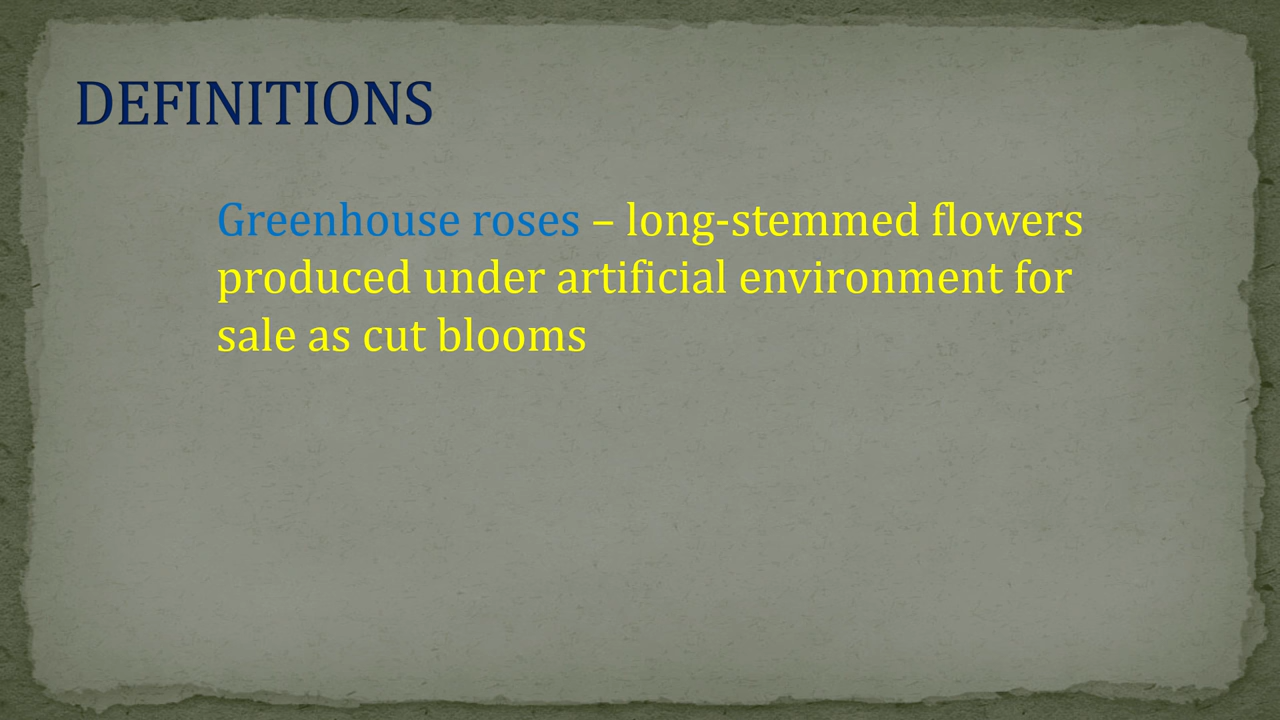 DEFINITIONS
Greenhouse roses – long-stemmed flowers
produced under artificial environment for
sale as cut blooms